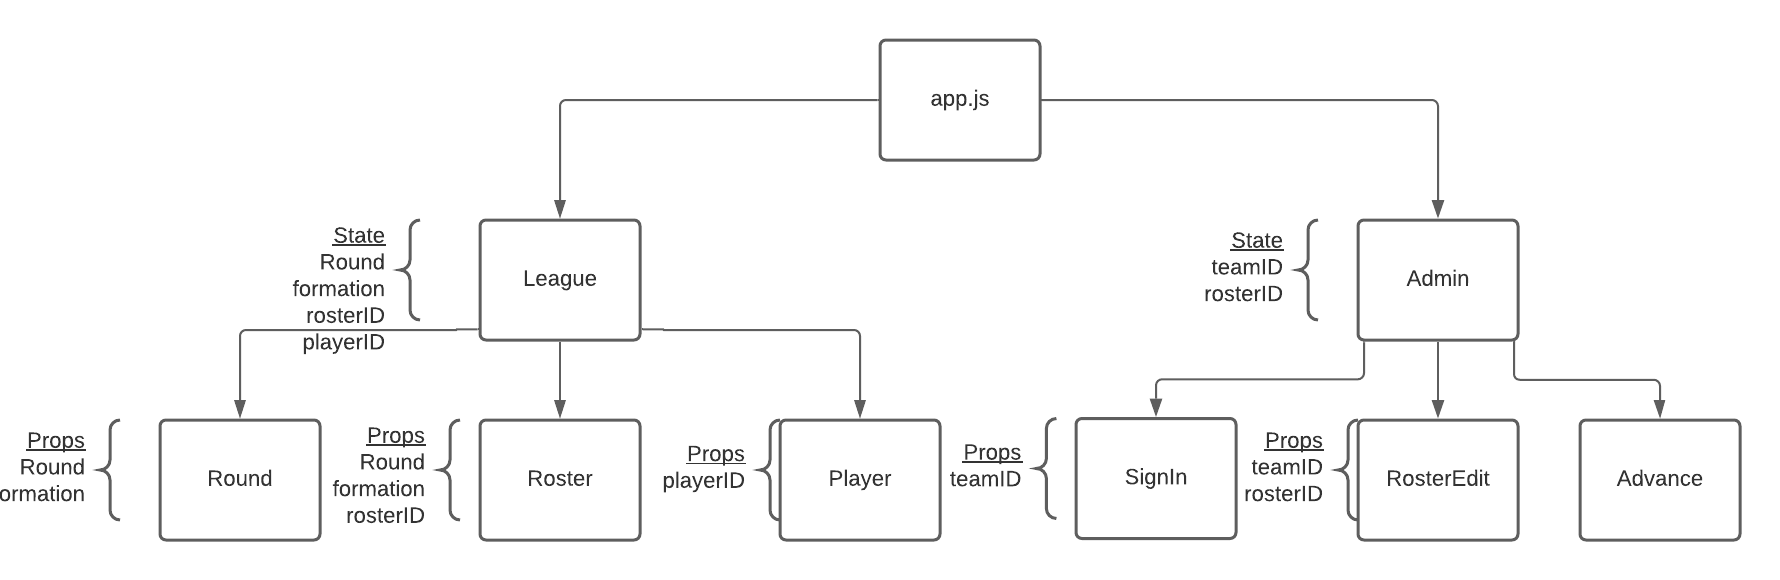 app.js
State
Round
formation
rosterID
playerID
League
State
teamID
rosterID
Admin
Props
Round
ormation
Round
Props
Round
formation
rosterID
Roster
Props
playerID
Player
Props
teamID
SignIn
Props
teamID
rosterID
RosterEdit
Advance